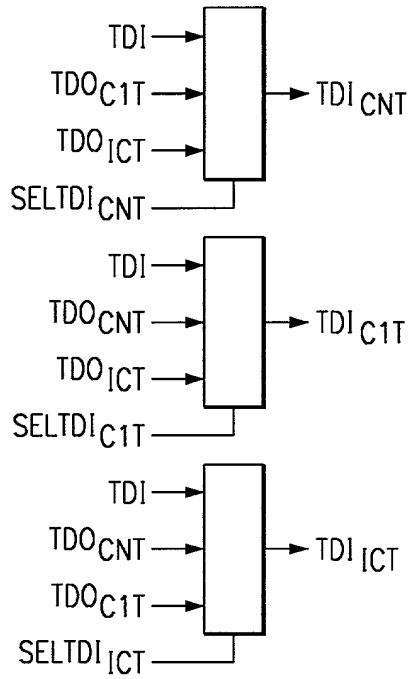 TDI
TDO C1T
TDI CNT
TDO ICT
SELTDI CNT
TDI
TDO CNT
TDI C1T
TDO ICT
SELTDI C1T
TDI
TDO CNT
TDI ICT
TDO C1T
SELTDI ICT